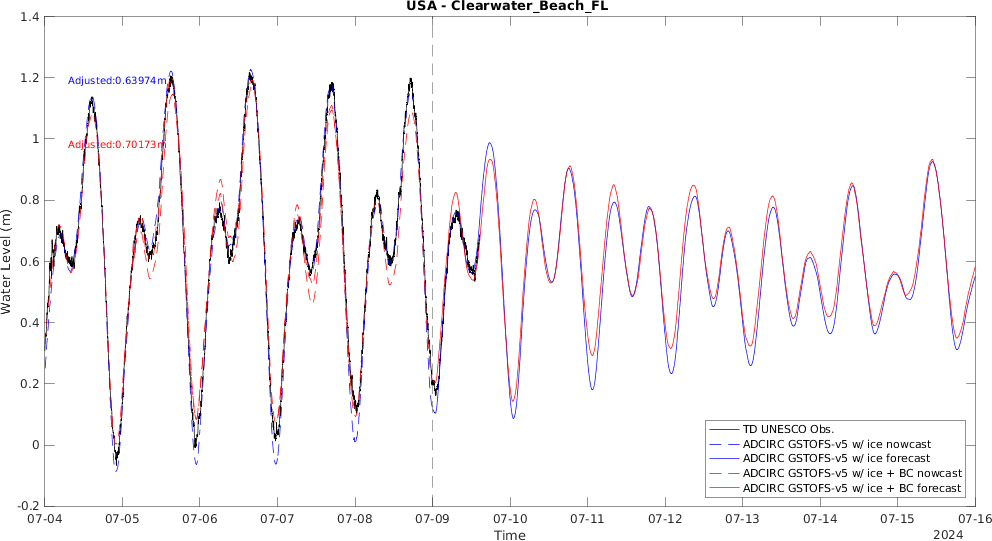 USA - Clearwater_Beach_FL
Water Level (m)
1.4
1.2
1
0.8
0.6
0.4
0.2
0
-0.2
Adjusted:0.63974m
Adjusted:0.70173m
TD UNESCO Obs.
ADCIRC GSTOFS-v5 w/ ice nowcast
ADCIRC GSTOFS-v5 w/ ice forecast
ADCIRC GSTOFS-v5 w/ ice + BC nowcast
ADCIRC GSTOFS-v5 w/ ice + BC forecast
07-04 07-05 07-06 07-07 07-08 07-09 07-10 07-11 07-12 07-13 07-14 07-15 07-16
Time
2024